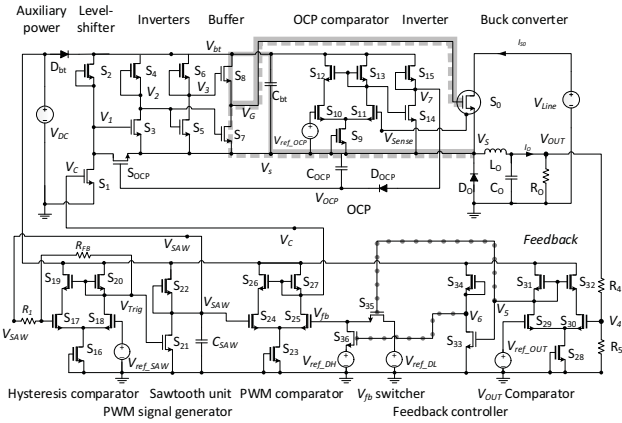 Auxiliary power
Level-shifter
Inverters
Buffer
OCP comparator
Inverter
Buck converter
D_bt
S_2
S_4
S_6
V_bt
S_8
V_2
V_3
C_bt
V_G
S_12
S_13
S_15
I_S0
S_0
V_DC
V_1
S_3
S_5
S_7
S_10
S_11
V_7
S_14
V_Line
V_ref_OCP
S_9
V_Sense
V_C
S_1
S_OCP
V_s
C_OCP
D_OCP
V_OCP
OCP
V_S
I_O
V_OUT
L_O
D_O
C_O
R_O
Feedback
R_FB
V_SAW
V_C
S_19
S_20
S_22
S_26
S_27
S_35
S_34
S_31
S_32
R_4
R_1
V_SAW
S_17
S_18
V_Trig
V_SAW
S_24
S_25
V_fb
V_6
V_5
S_29
S_30
V_4
S_16
V_ref_SAW
S_21
C_SAW
S_23
S_36
V_ref_DH
V_ref_DL
S_33
V_ref_OUT
S_28
R_5
Hysteresis comparator
Sawtooth unit
PWM comparator
V_fb switcher
V_OUT Comparator
PWM signal generator
Feedback controller